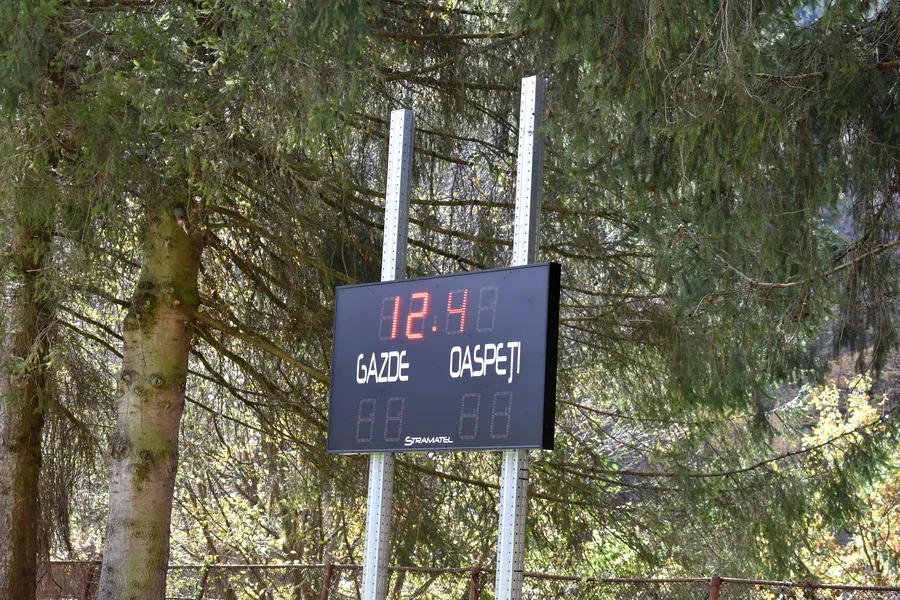 12.4
GAZDE OASPEȚI
STRAMATEL